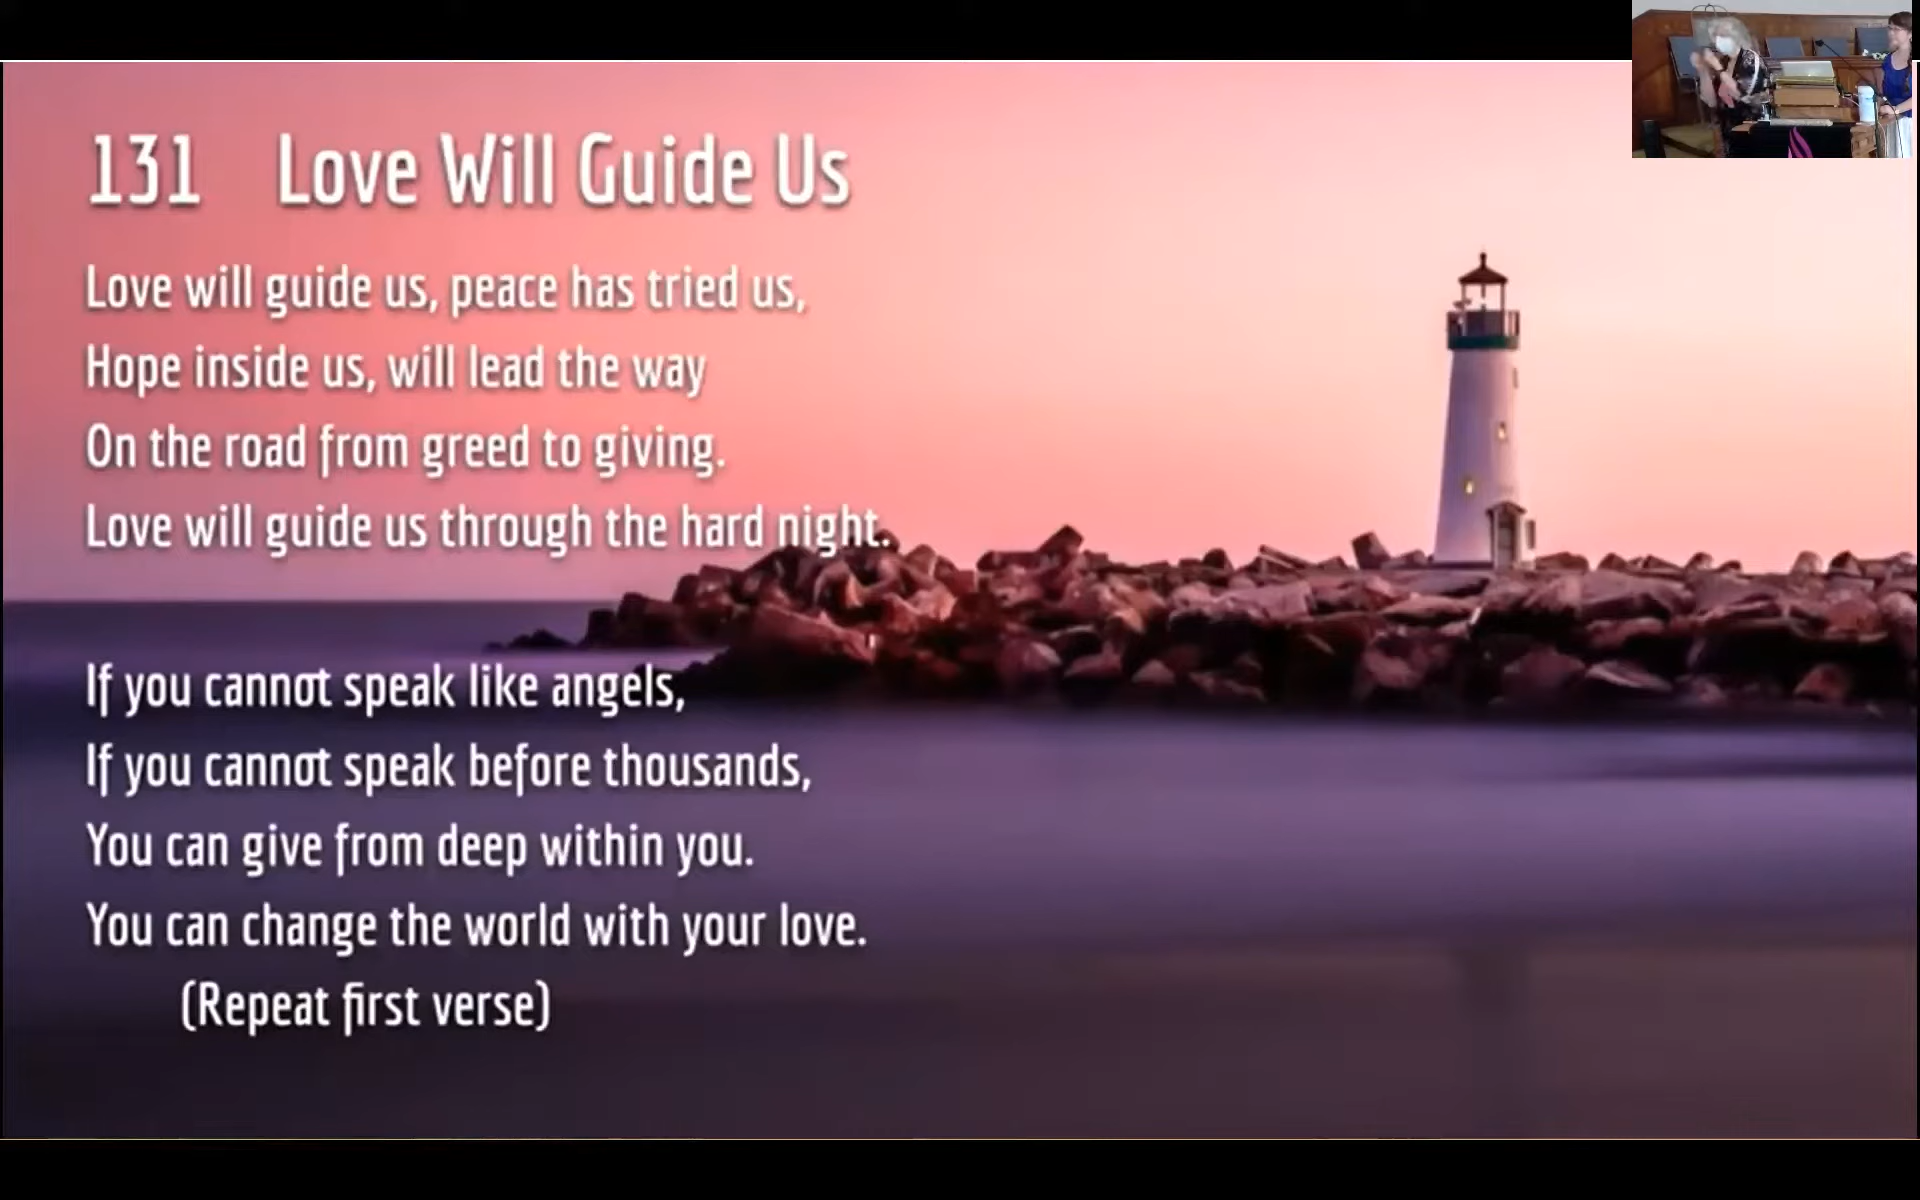 131 Love Will Guide Us
Love will guide us, peace has tried us,
Hope inside us, will lead the way
On the road from greed to giving.
Love will guide us through the hard night.
If you cannot speak like angels,
If you cannot speak before thousands,
You can give from deep within you.
You can change the world with your love.
(Repeat first verse)